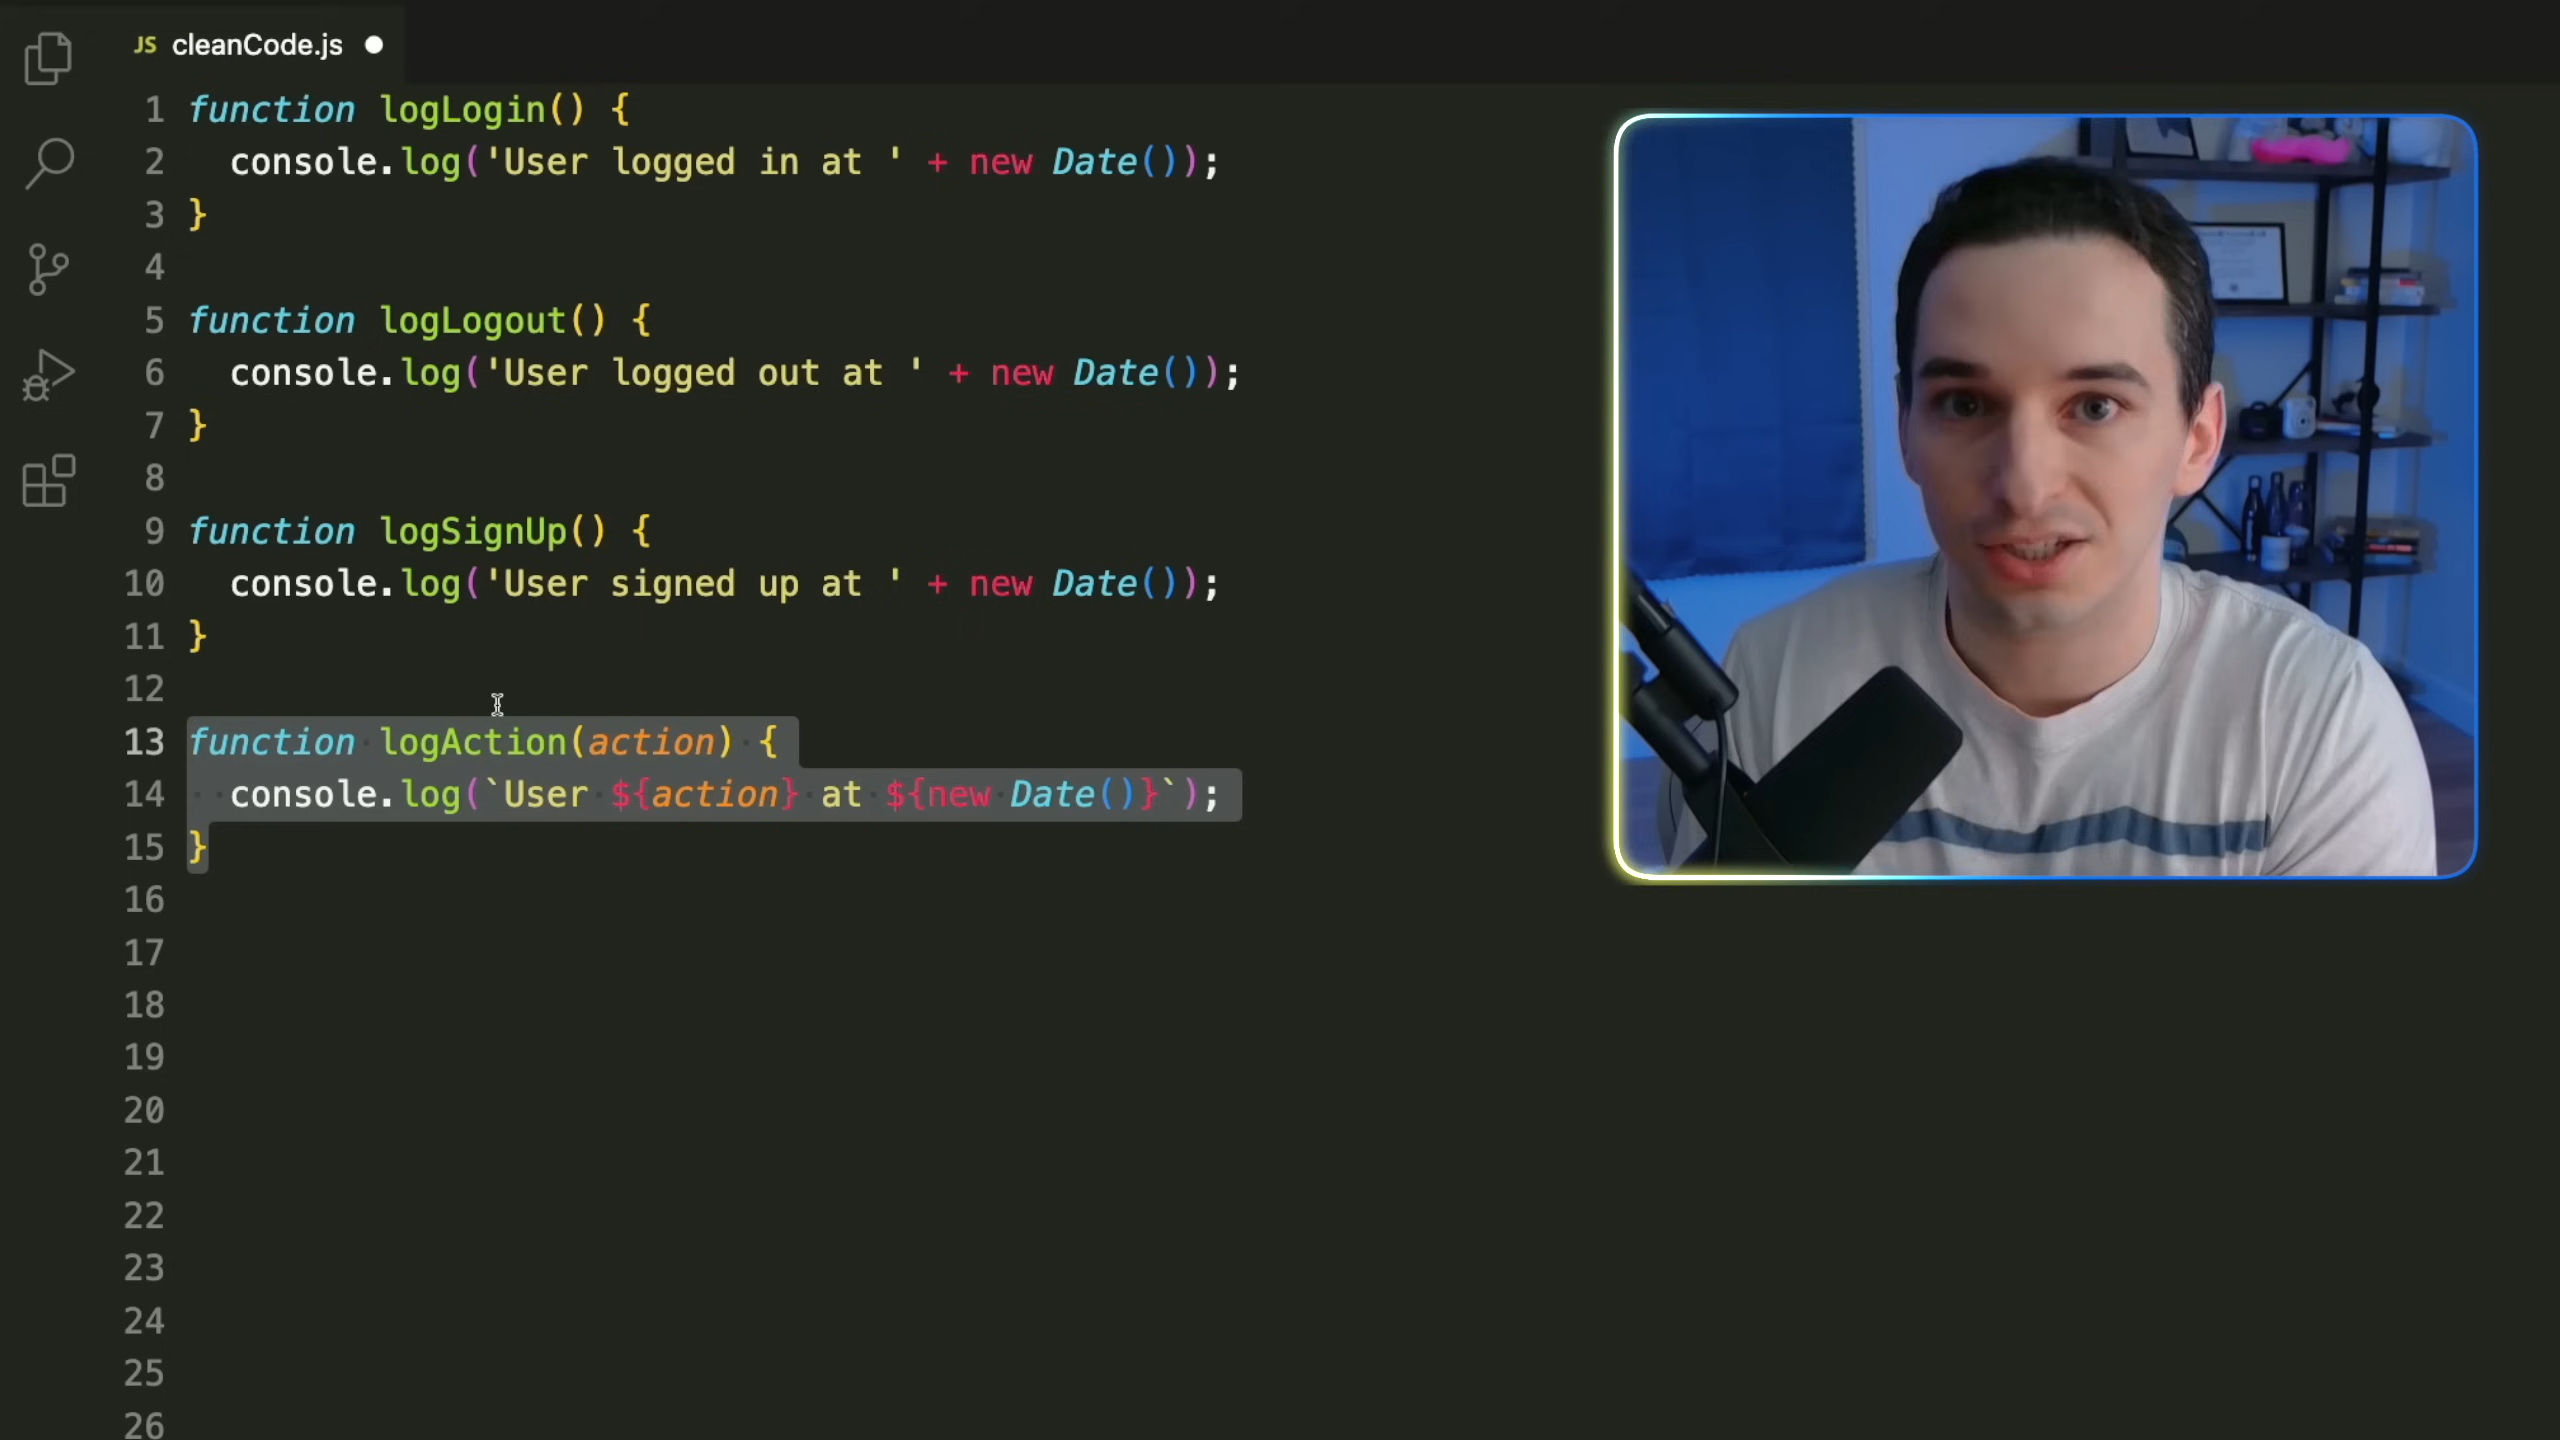 JS cleanCode.js
1 function logLogin() {
2   console.log('User logged in at ' + new Date());
3 }
4
5 function logLogout() {
6   console.log('User logged out at ' + new Date());
7 }
8
9 function logSignUp() {
10   console.log('User signed up at ' + new Date());
11 }
12
13 function logAction(action) {
14   console.log(`User ${action} at ${new Date()}`);
15 }
16
17
18
19
20
21
22
23
24
25
26